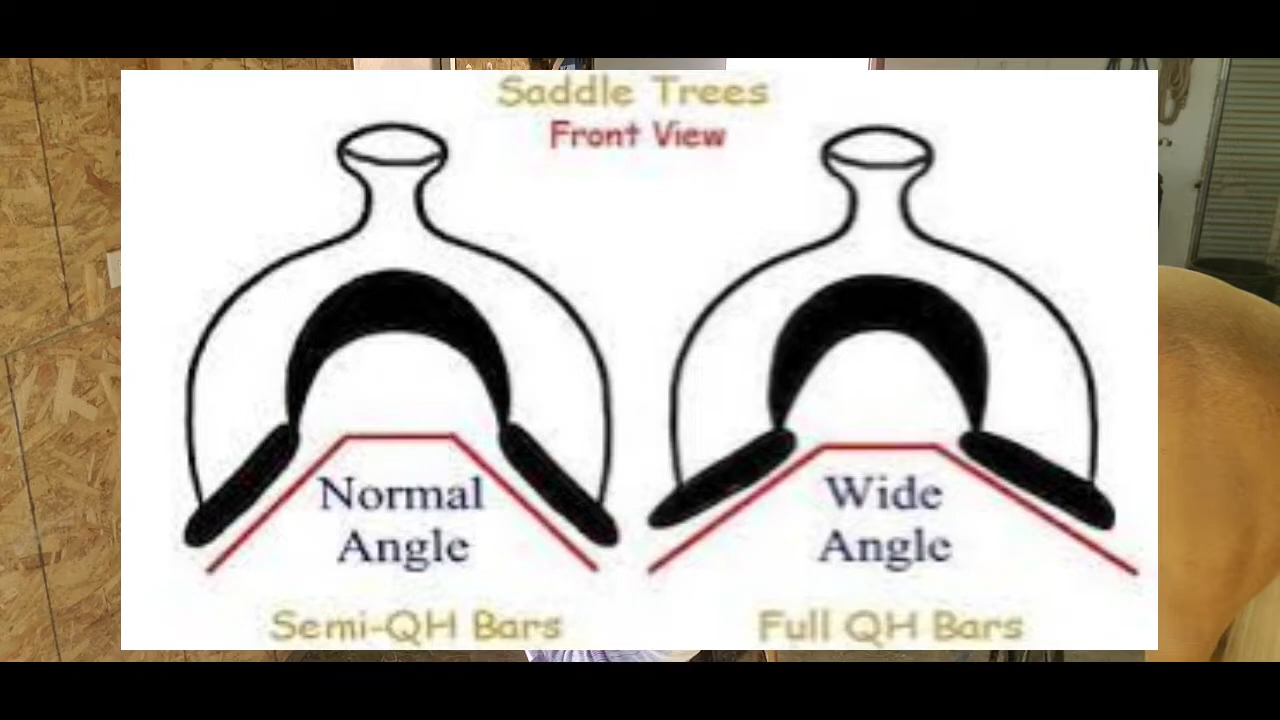 Saddle Trees
Front View
Normal
Angle
Wide
Angle
Semi-QH Bars
Full QH Bars